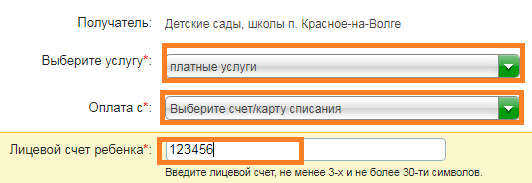 Получатель: Детские сады, школы п. Красное-на-Волге
Выберите услугу*: платные услуги
Оплата с*: Выберите счет/карту списания
Лицевой счет ребенка*: 123456
Введите лицевой счет, не менее 3-х и не более 30-ти символов.